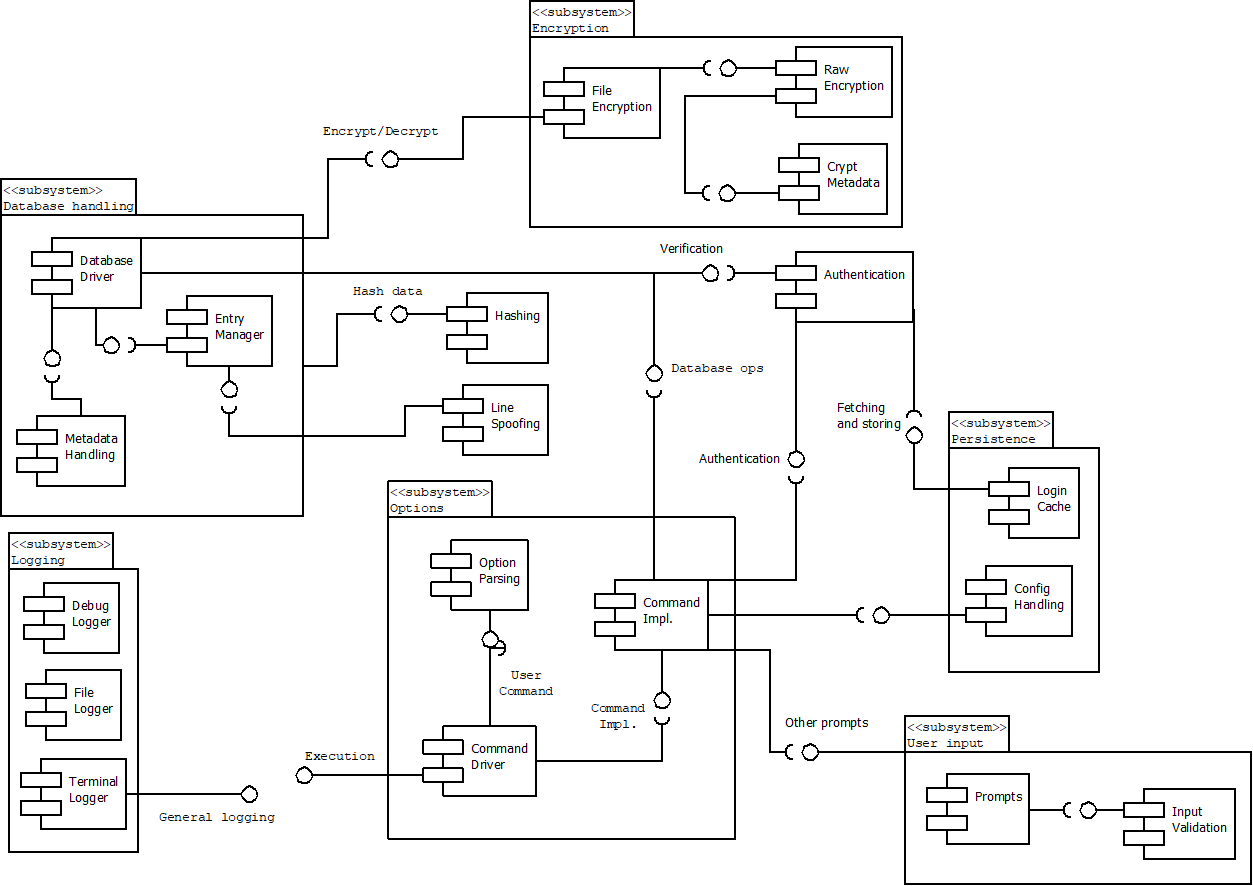 <<subsystem>>
Encryption
File
Encryption
Raw
Encryption
Crypt
Metadata
Encrypt/Decrypt
<<subsystem>>
Database handling
Database
Driver
Entry
Manager
Metadata
Handling
Hash data
Hashing
Line
Spoofing
Verification
Authentication
Database ops
Authentication
Fetching
and storing
<<subsystem>>
Persistence
Login
Cache
Config
Handling
<<subsystem>>
Options
Option
Parsing
Command
Impl.
User
Command
Command
Impl.
Command
Driver
Execution
<<subsystem>>
Logging
Debug
Logger
File
Logger
Terminal
Logger
General logging
Other prompts
<<subsystem>>
User input
Prompts
Input
Validation